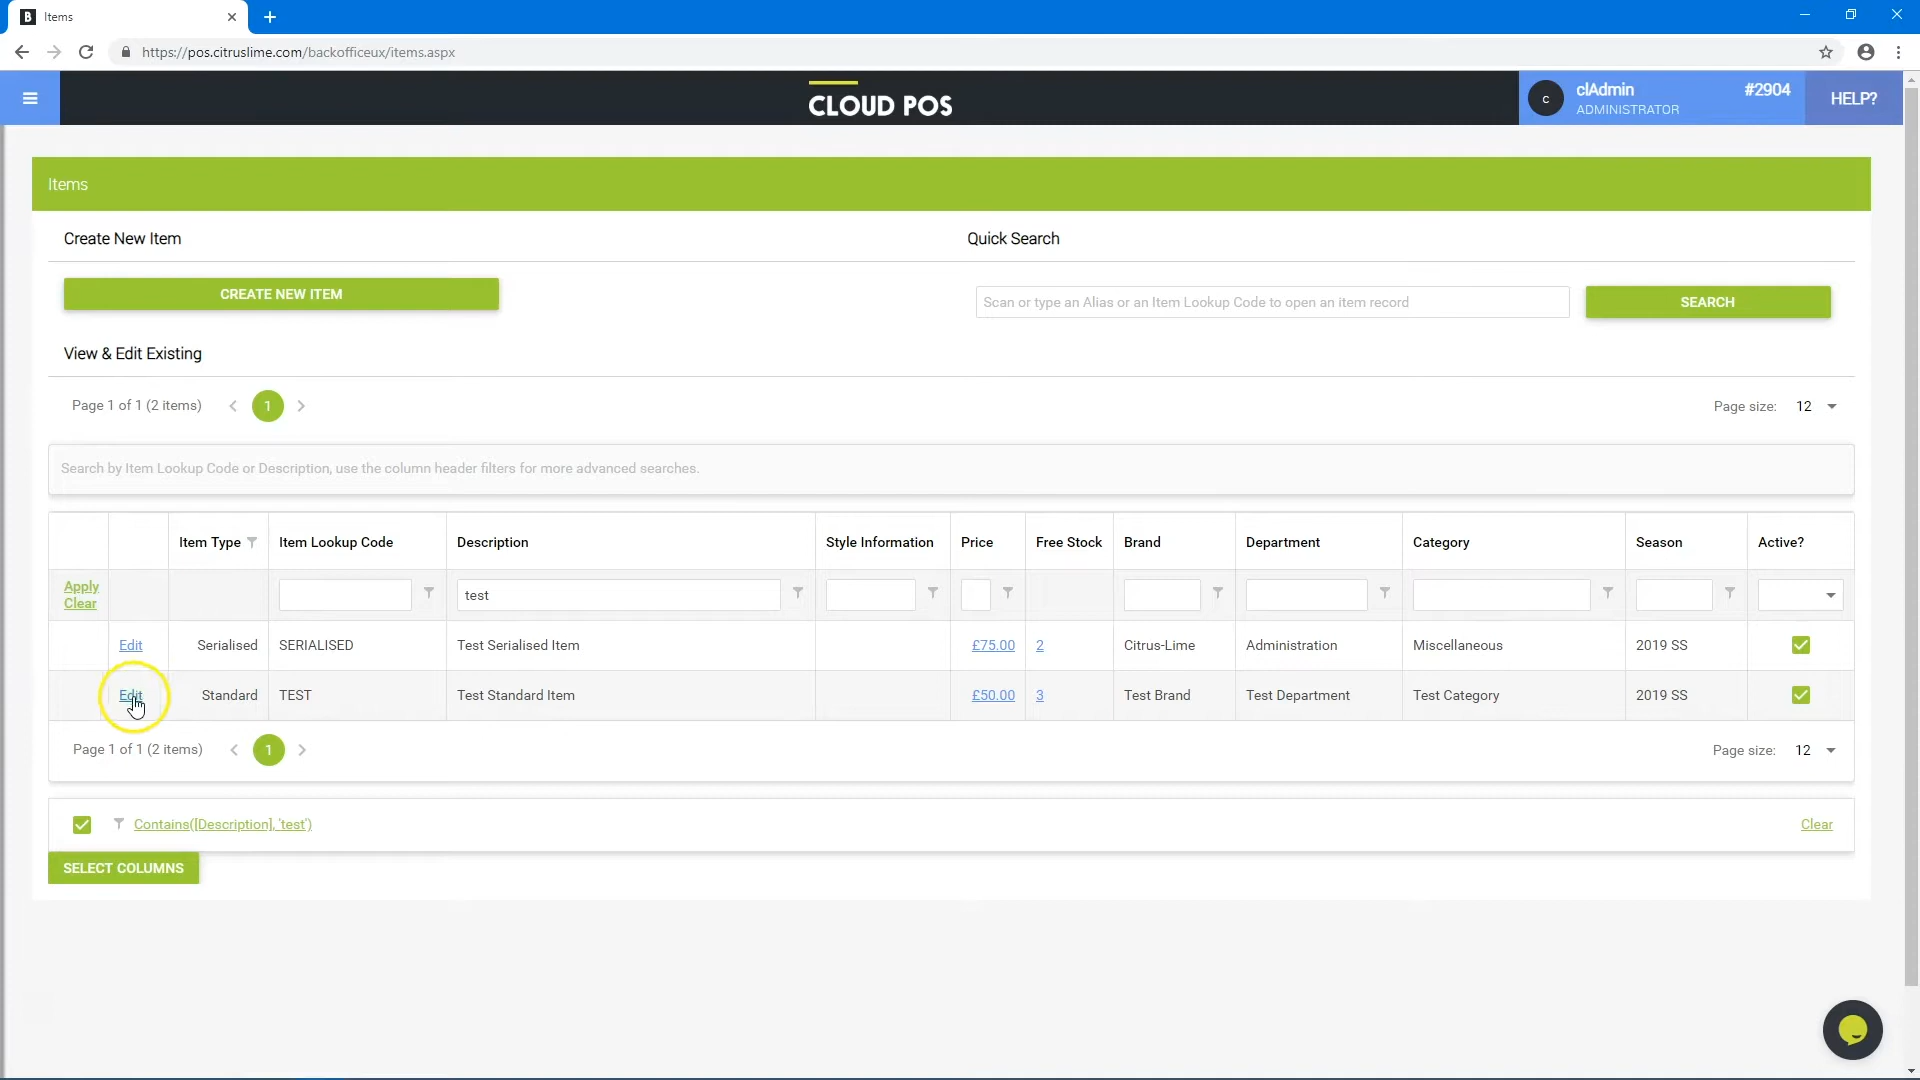 B Items
https://pos.citruslime.com/backofficeux/items.aspx
CLOUD POS
c
clAdmin #2904
ADMINISTRATOR
HELP?
Items
Create New Item
Quick Search
CREATE NEW ITEM
Scan or type an Alias or an Item Lookup Code to open an item record
SEARCH
View & Edit Existing
Page 1 of 1 (2 items) 1 Page size: 12
Search by Item Lookup Code or Description, use the column header filters for more advanced searches.
Item Type Item Lookup Code Description Style Information Price Free Stock Brand Department Category Season Active?
Apply
Clear
test
Edit Serialised SERIALISED Test Serialised Item £75.00 2 Citrus-Lime Administration Miscellaneous 2019 SS
Edit Standard TEST Test Standard Item £50.00 3 Test Brand Test Department Test Category 2019 SS
Page 1 of 1 (2 items) 1 Page size: 12
Contains([Description], 'test') Clear
SELECT COLUMNS